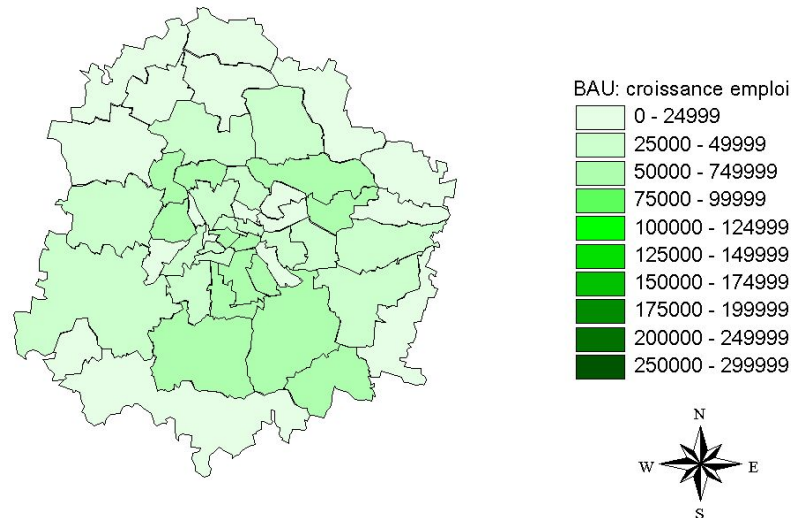 BAU: croissance emploi
0 - 24999
25000 - 49999
50000 - 749999
75000 - 99999
100000 - 124999
125000 - 149999
150000 - 174999
175000 - 199999
200000 - 249999
250000 - 299999
N
W E
S